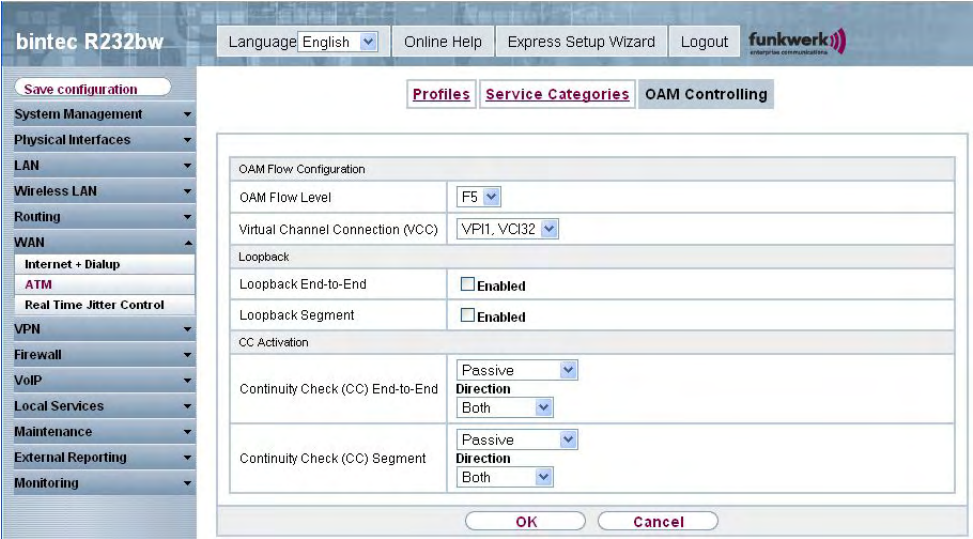 bintec R232bw
Language English Online Help Express Setup Wizard Logout funkwerk
enterprise communications
Save configuration
System Management
Physical Interfaces
LAN
Wireless LAN
Routing
WAN
Internet + Dialup
ATM
Real Time Jitter Control
VPN
Firewall
VoIP
Local Services
Maintenance
External Reporting
Monitoring
Profiles Service Categories OAM Controlling
OAM Flow Configuration
OAM Flow Level F5
Virtual Channel Connection (VCC) VPI1, VCI32
Loopback
Loopback End-to-End Enabled
Loopback Segment Enabled
CC Activation
Continuity Check (CC) End-to-End Passive
Direction
Both
Continuity Check (CC) Segment Passive
Direction
Both
OK Cancel